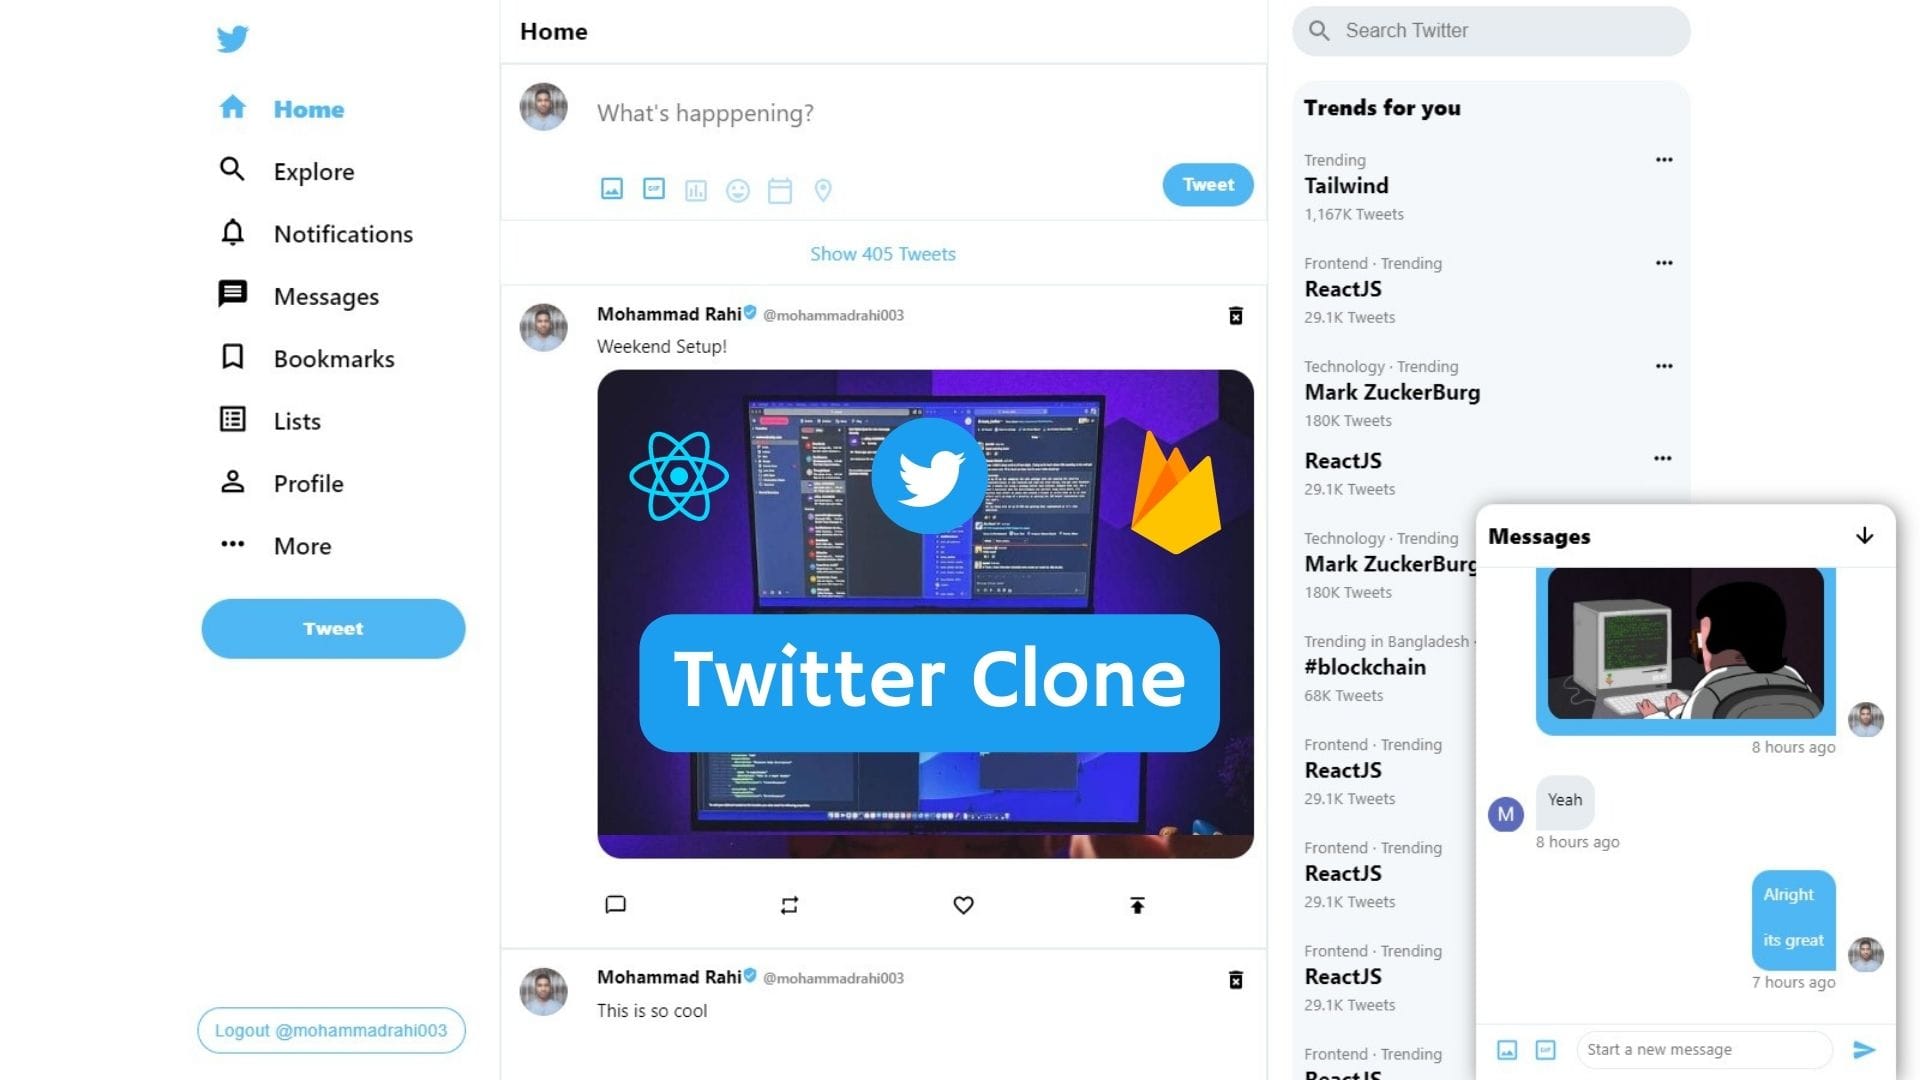 Home
Explore
Notifications
Messages
Bookmarks
Lists
Profile
More
Tweet
Logout @mohammadrahi003
Home
What's happpening?
GIF
Tweet
Show 405 Tweets
Mohammad Rahi @mohammadrahi003
Weekend Setup!
Twitter Clone
Mohammad Rahi @mohammadrahi003
This is so cool
Search Twitter
Trends for you
Trending
Tailwind
1,167K Tweets
Frontend · Trending
ReactJS
29.1K Tweets
Technology · Trending
Mark ZuckerBurg
180K Tweets
ReactJS
29.1K Tweets
Technology · Trending
Mark ZuckerBurg
180K Tweets
Trending in Bangladesh ·
#blockchain
68K Tweets
Frontend · Trending
ReactJS
29.1K Tweets
Frontend · Trending
ReactJS
29.1K Tweets
Frontend · Trending
ReactJS
29.1K Tweets
Frontend · Trending
ReactJS
Messages
8 hours ago
M
Yeah
8 hours ago
Alright
its great
7 hours ago
GIF
Start a new message